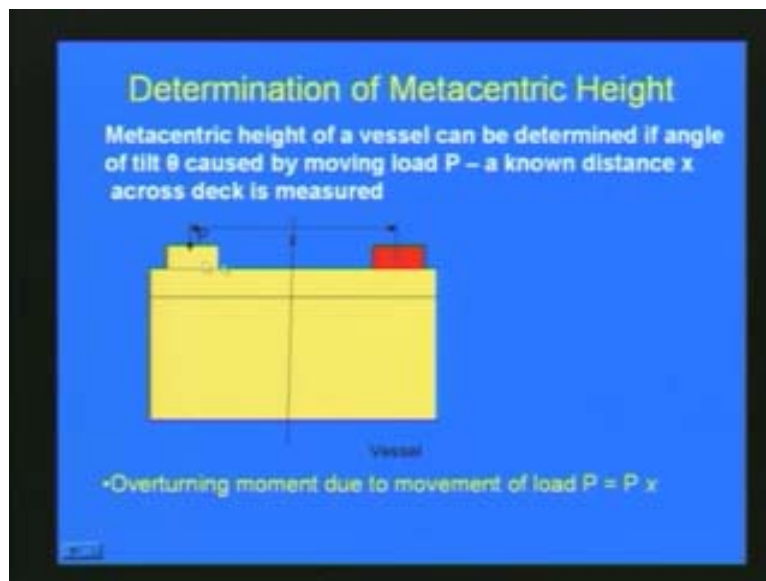 Determination of Metacentric Height
Metacentric height of a vessel can be determined if angle
of tilt θ caused by moving load P – a known distance x
across deck is measured
P
x
Vessel
•Overturning moment due to movement of load P = P x